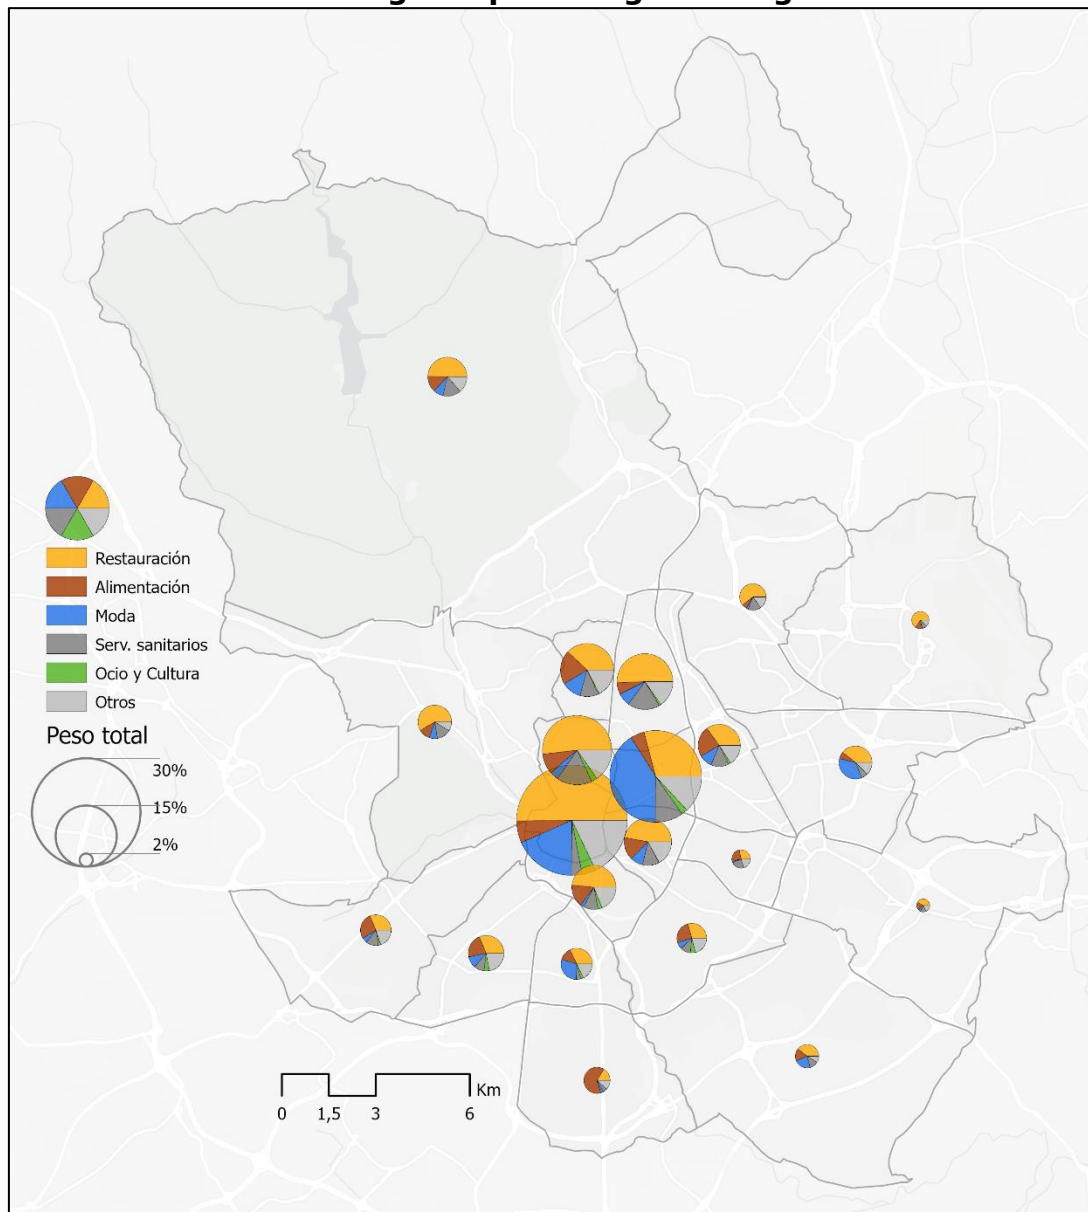 Restauración
Alimentación
Moda
Serv. sanitarios
Ocio y Cultura
Otros
Peso total
30%
15%
2%
Km
0 1,5 3 6